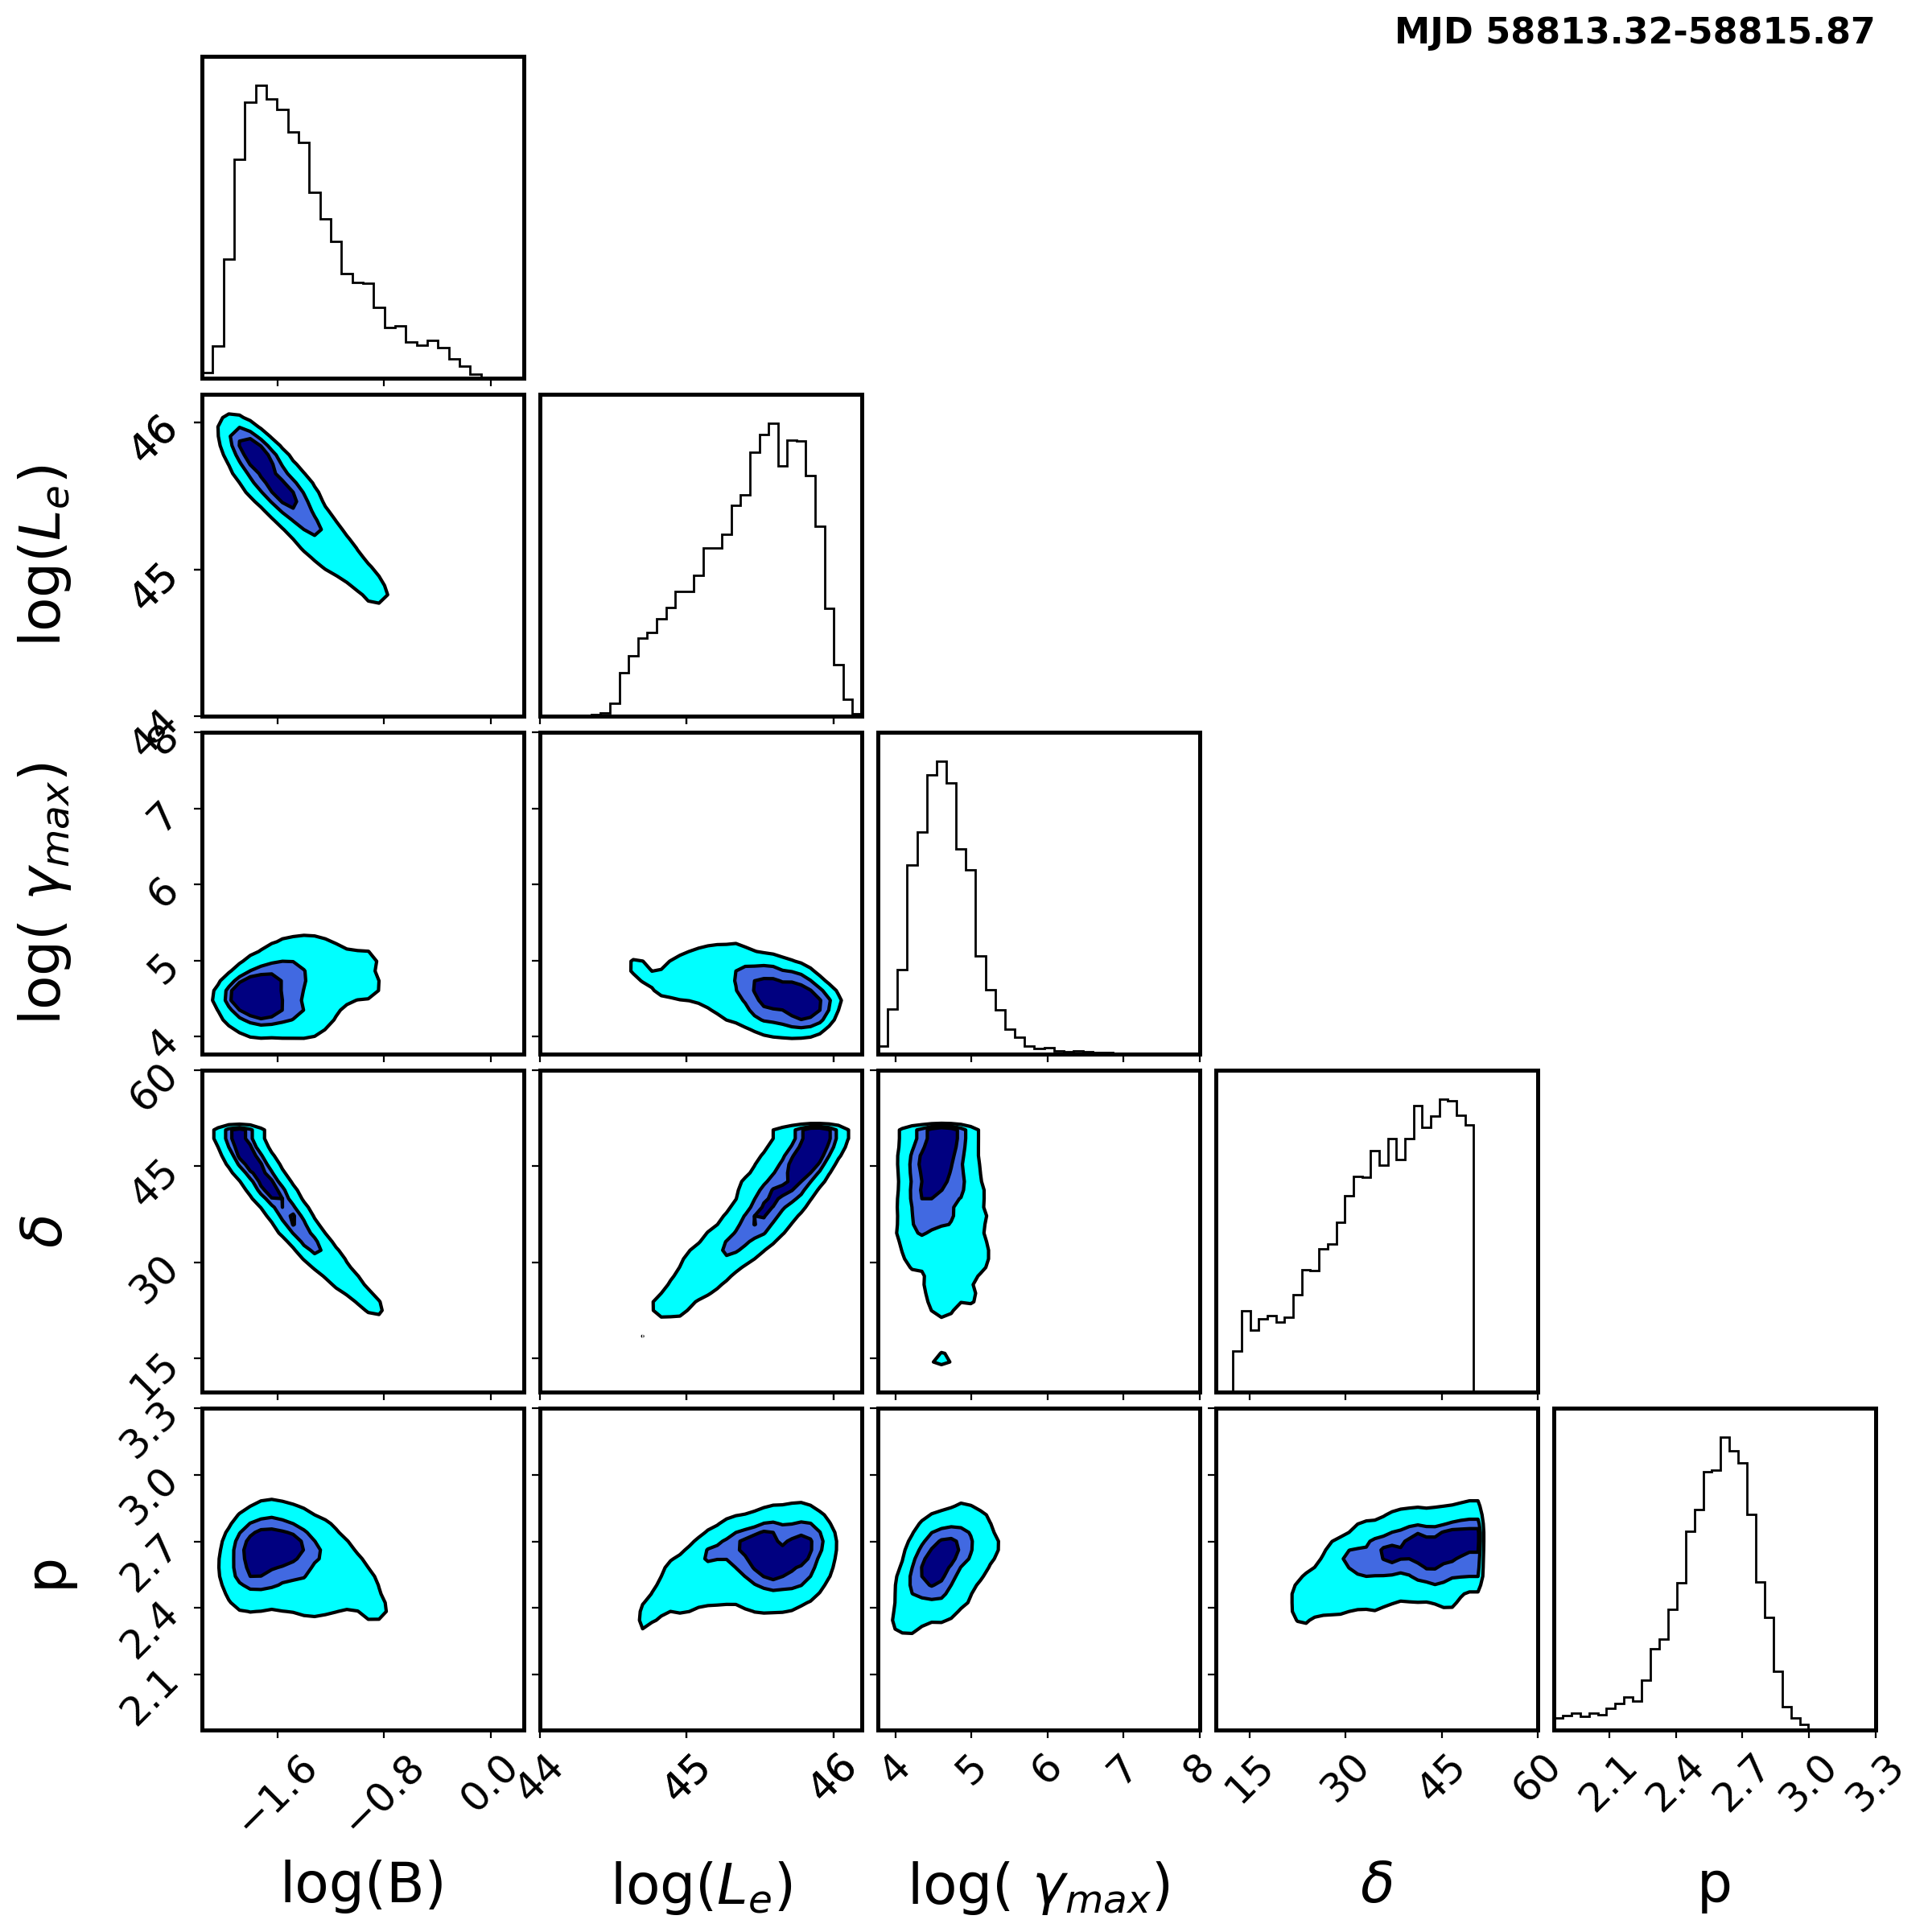 MJD 58813.32-58815.87
log(Lₑ)
46
45
44
log( γₘₐₓ)
8
7
6
5
4
δ
60
45
30
15
p
3.3
3.0
2.7
2.4
2.1
−1.6 −0.8 0.0 44 45 46 4 5 6 7 8 15 30 45 60 2.1 2.4 2.7 3.0 3.3
log(B) log(Lₑ) log( γₘₐₓ) δ p